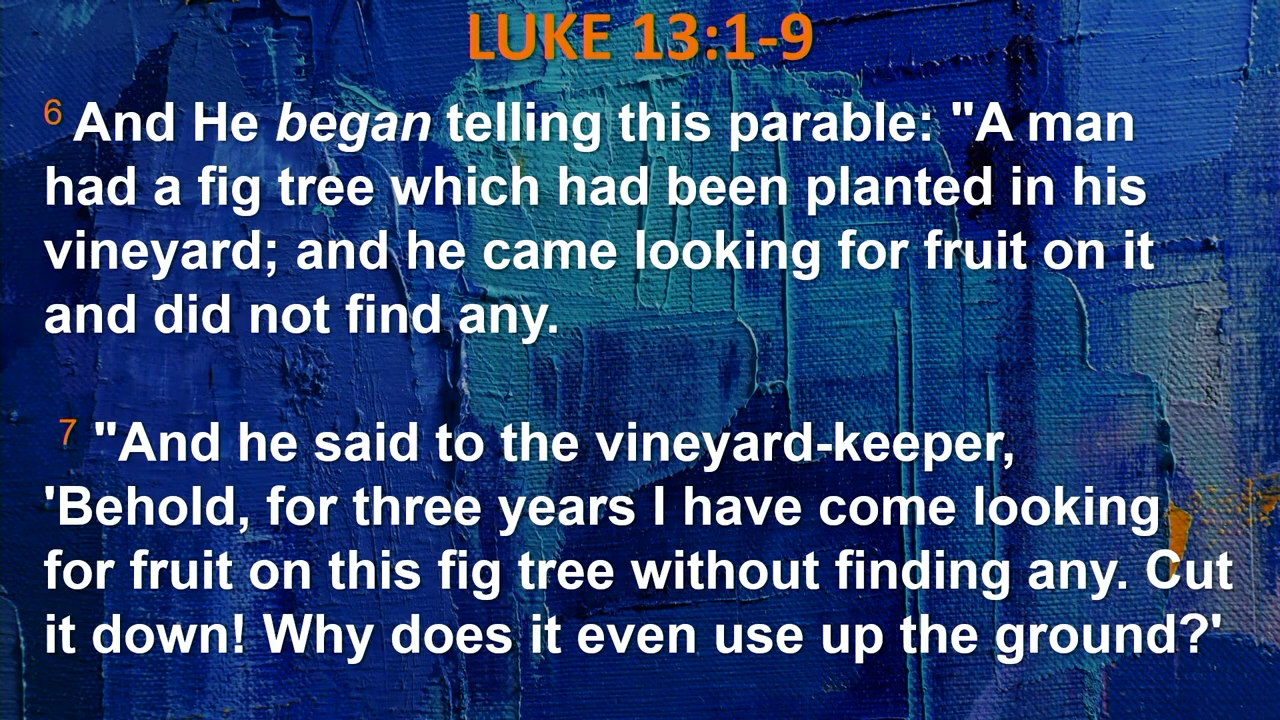 LUKE 13:1-9
6 And He began telling this parable: "A man
had a fig tree which had been planted in his
vineyard; and he came looking for fruit on it
and did not find any.
7 "And he said to the vineyard-keeper,
'Behold, for three years I have come looking
for fruit on this fig tree without finding any. Cut
it down! Why does it even use up the ground?'